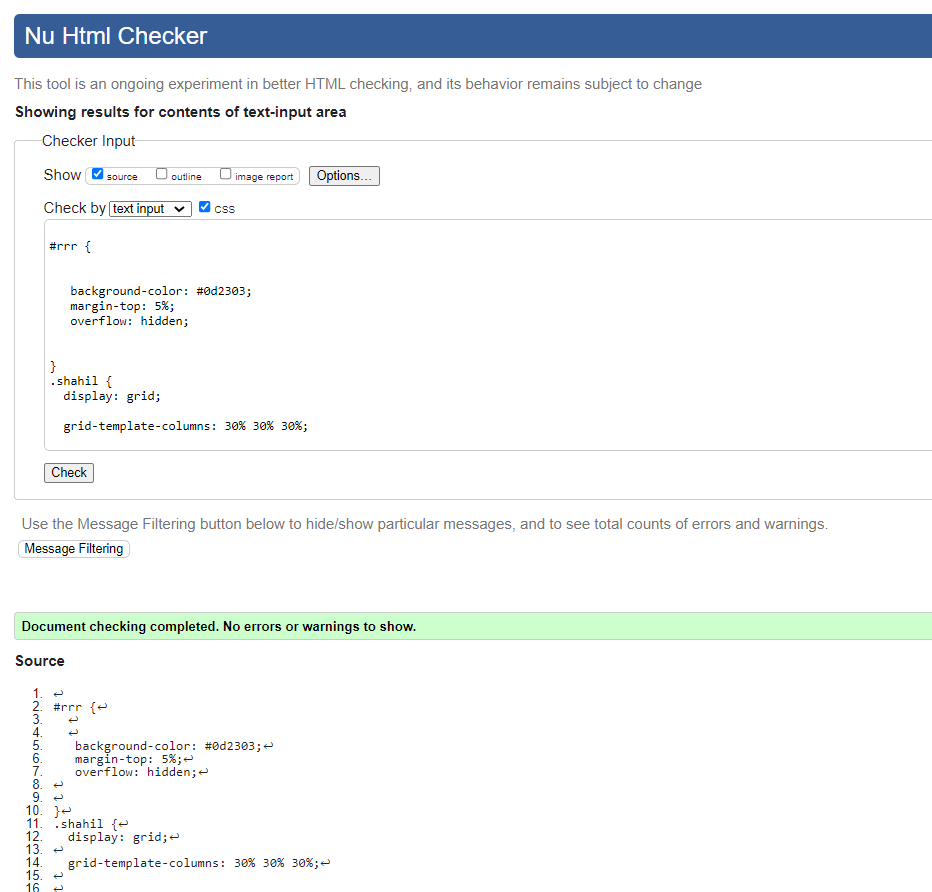 Nu Html Checker
This tool is an ongoing experiment in better HTML checking, and its behavior remains subject to change
Showing results for contents of text-input area
Checker Input
Show source outline image report Options...
Check by text input css
#rrr {
background-color: #0d2303;
margin-top: 5%;
overflow: hidden;
}
.shahil {
display: grid;
grid-template-columns: 30% 30% 30%;
Check
Use the Message Filtering button below to hide/show particular messages, and to see total counts of errors and warnings.
Message Filtering
Document checking completed. No errors or warnings to show.
Source
1. ↩
2. #rrr {↩
3. ↩
4. ↩
5. background-color: #0d2303;↩
6. margin-top: 5%;↩
7. overflow: hidden;↩
8. ↩
9. ↩
10. }↩
11. .shahil {↩
12. display: grid;↩
13. ↩
14. grid-template-columns: 30% 30% 30%;↩
15. ↩
16 ↩